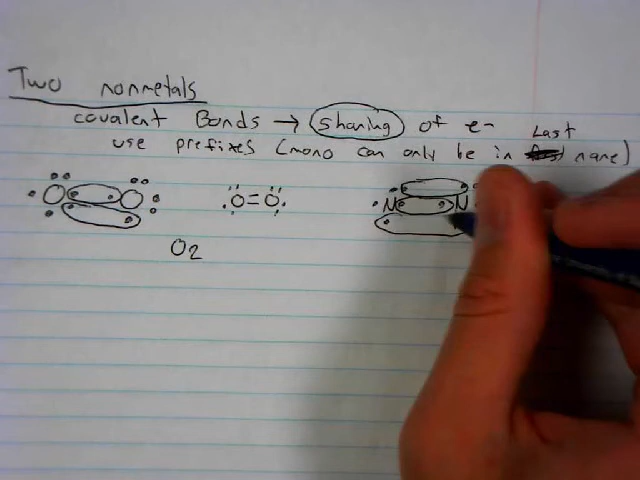 Two nonmetals
covalent Bonds → sharing of e-
use prefixes (mono can only be in Last name)
O O O=O N N
O2